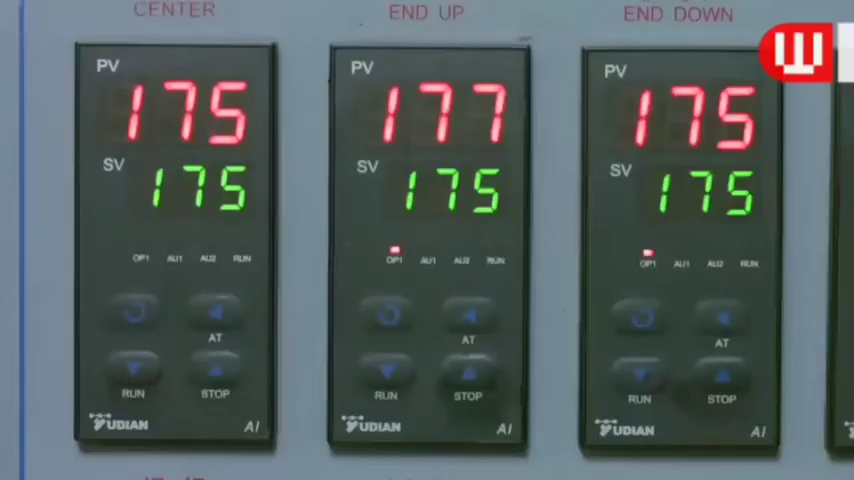 CENTER
PV
175
SV
175
OP1 AU1 AU2 RUN
AT
RUN STOP
YUDIAN AI
END UP
PV
177
SV
175
OP1 AU1 AU2 RUN
AT
RUN STOP
YUDIAN AI
END DOWN
PV
175
SV
175
OP1 AU1 AU2 RUN
AT
RUN STOP
YUDIAN AI